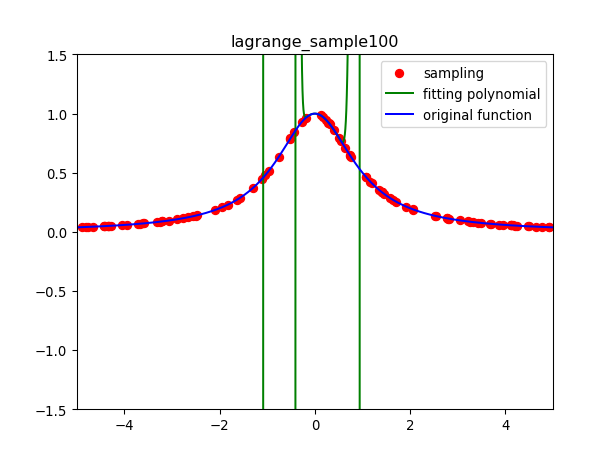 lagrange_sample100
sampling
fitting polynomial
original function
1.5
1.0
0.5
0.0
−0.5
−1.0
−1.5
−4 −2 0 2 4